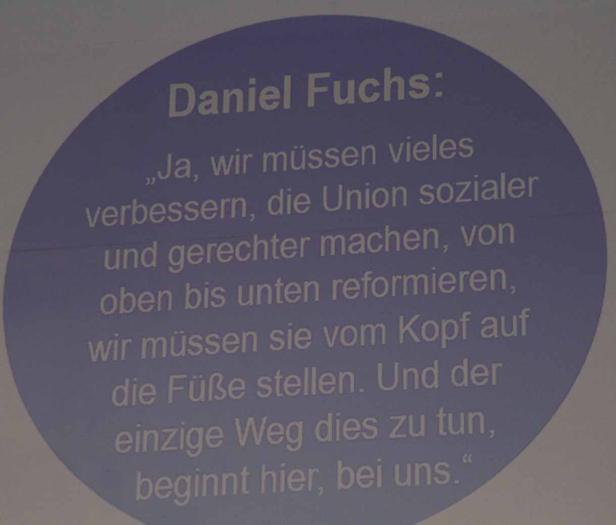 Daniel Fuchs:
„Ja, wir müssen vieles
verbessern, die Union sozialer
und gerechter machen, von
oben bis unten reformieren,
wir müssen sie vom Kopf auf
die Füße stellen. Und der
einzige Weg dies zu tun,
beginnt hier, bei uns.“